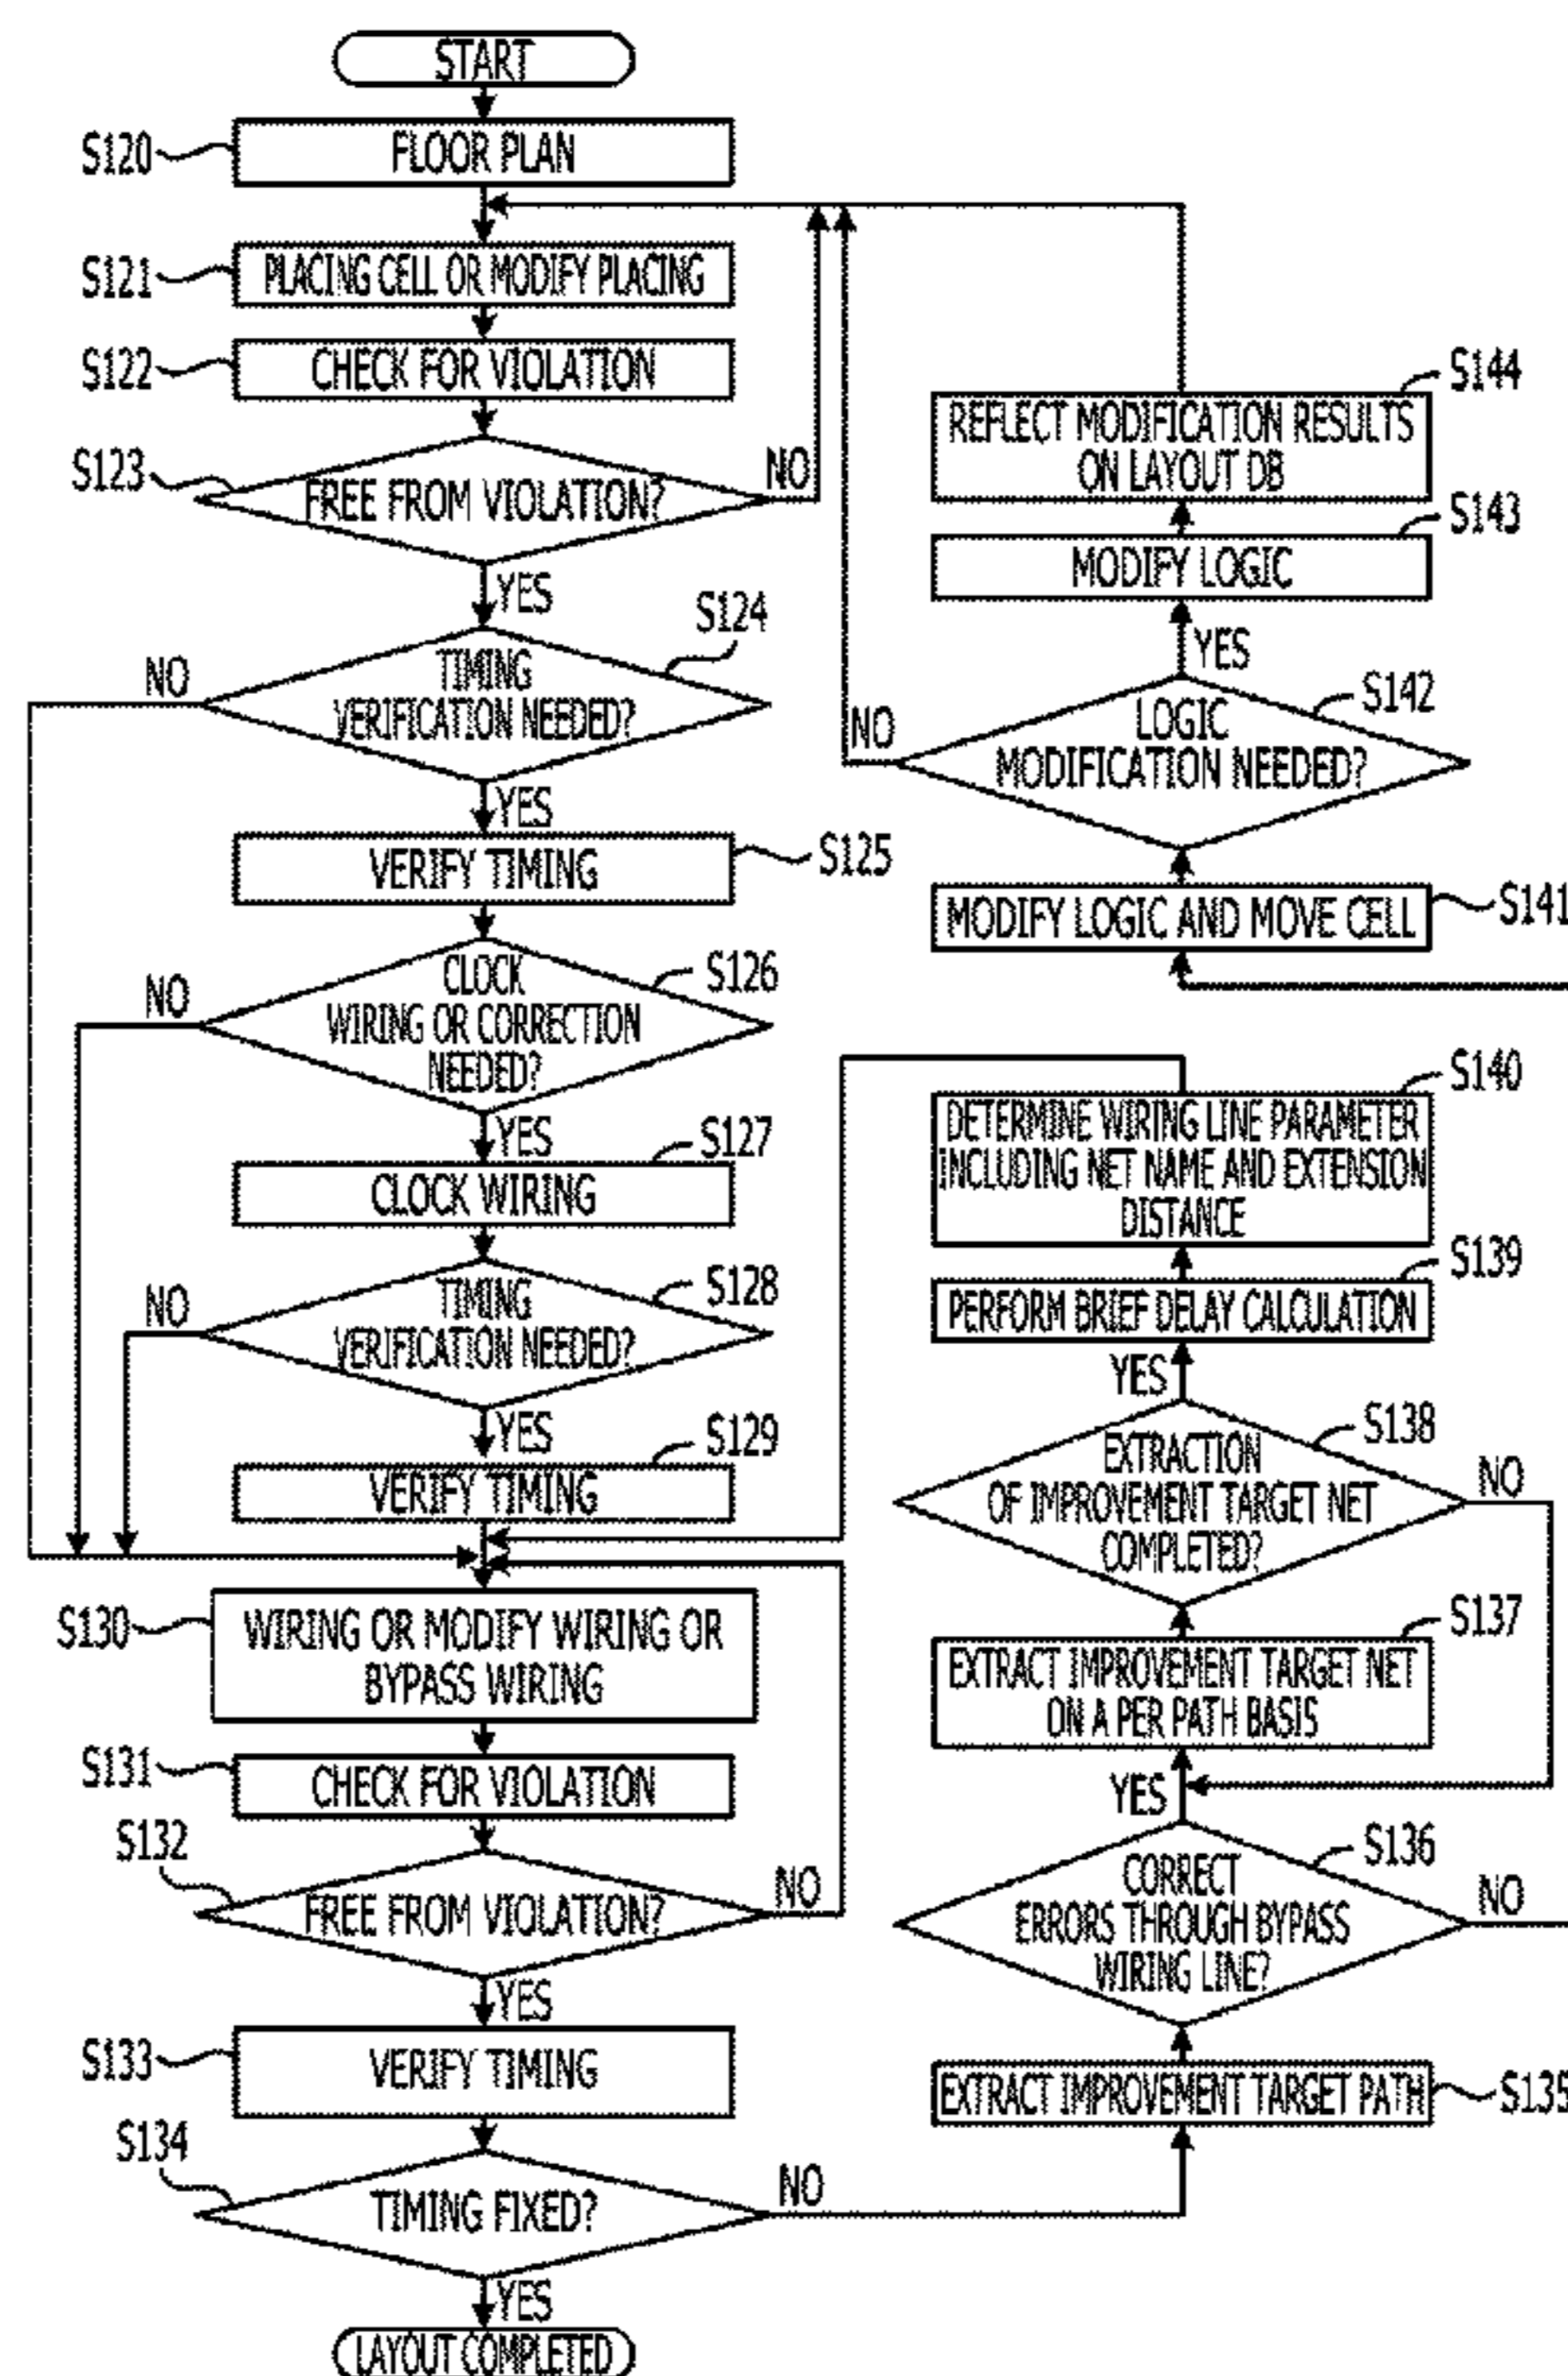 START
S120
FLOOR PLAN
S121
PLACING CELL OR MODIFY PLACING
S122
CHECK FOR VIOLATION
S123
FREE FROM VIOLATION?
NO
YES
S124
NO
TIMING
VERIFICATION NEEDED?
YES
VERIFY TIMING
S125
S126
NO
CLOCK
WIRING OR CORRECTION
NEEDED?
YES
S127
CLOCK WIRING
S128
NO
TIMING
VERIFICATION NEEDED?
YES
S129
VERIFY TIMING
S130
WIRING OR MODIFY WIRING OR
BYPASS WIRING
S131
CHECK FOR VIOLATION
S132
FREE FROM VIOLATION?
NO
YES
S133
VERIFY TIMING
S134
TIMING FIXED?
NO
YES
LAYOUT COMPLETED
S144
REFLECT MODIFICATION RESULTS
ON LAYOUT DB
S143
MODIFY LOGIC
YES
S142
NO
LOGIC
MODIFICATION NEEDED?
MODIFY LOGIC AND MOVE CELL
S141
S140
DETERMINE WIRING LINE PARAMETER
INCLUDING NET NAME AND EXTENSION
DISTANCE
S139
PERFORM BRIEF DELAY CALCULATION
YES
S138
EXTRACTION
OF IMPROVEMENT TARGET NET
COMPLETED?
NO
S137
EXTRACT IMPROVEMENT TARGET NET
ON A PER PATH BASIS
YES
S136
CORRECT
ERRORS THROUGH BYPASS
WIRING LINE?
NO
EXTRACT IMPROVEMENT TARGET PATH
S135